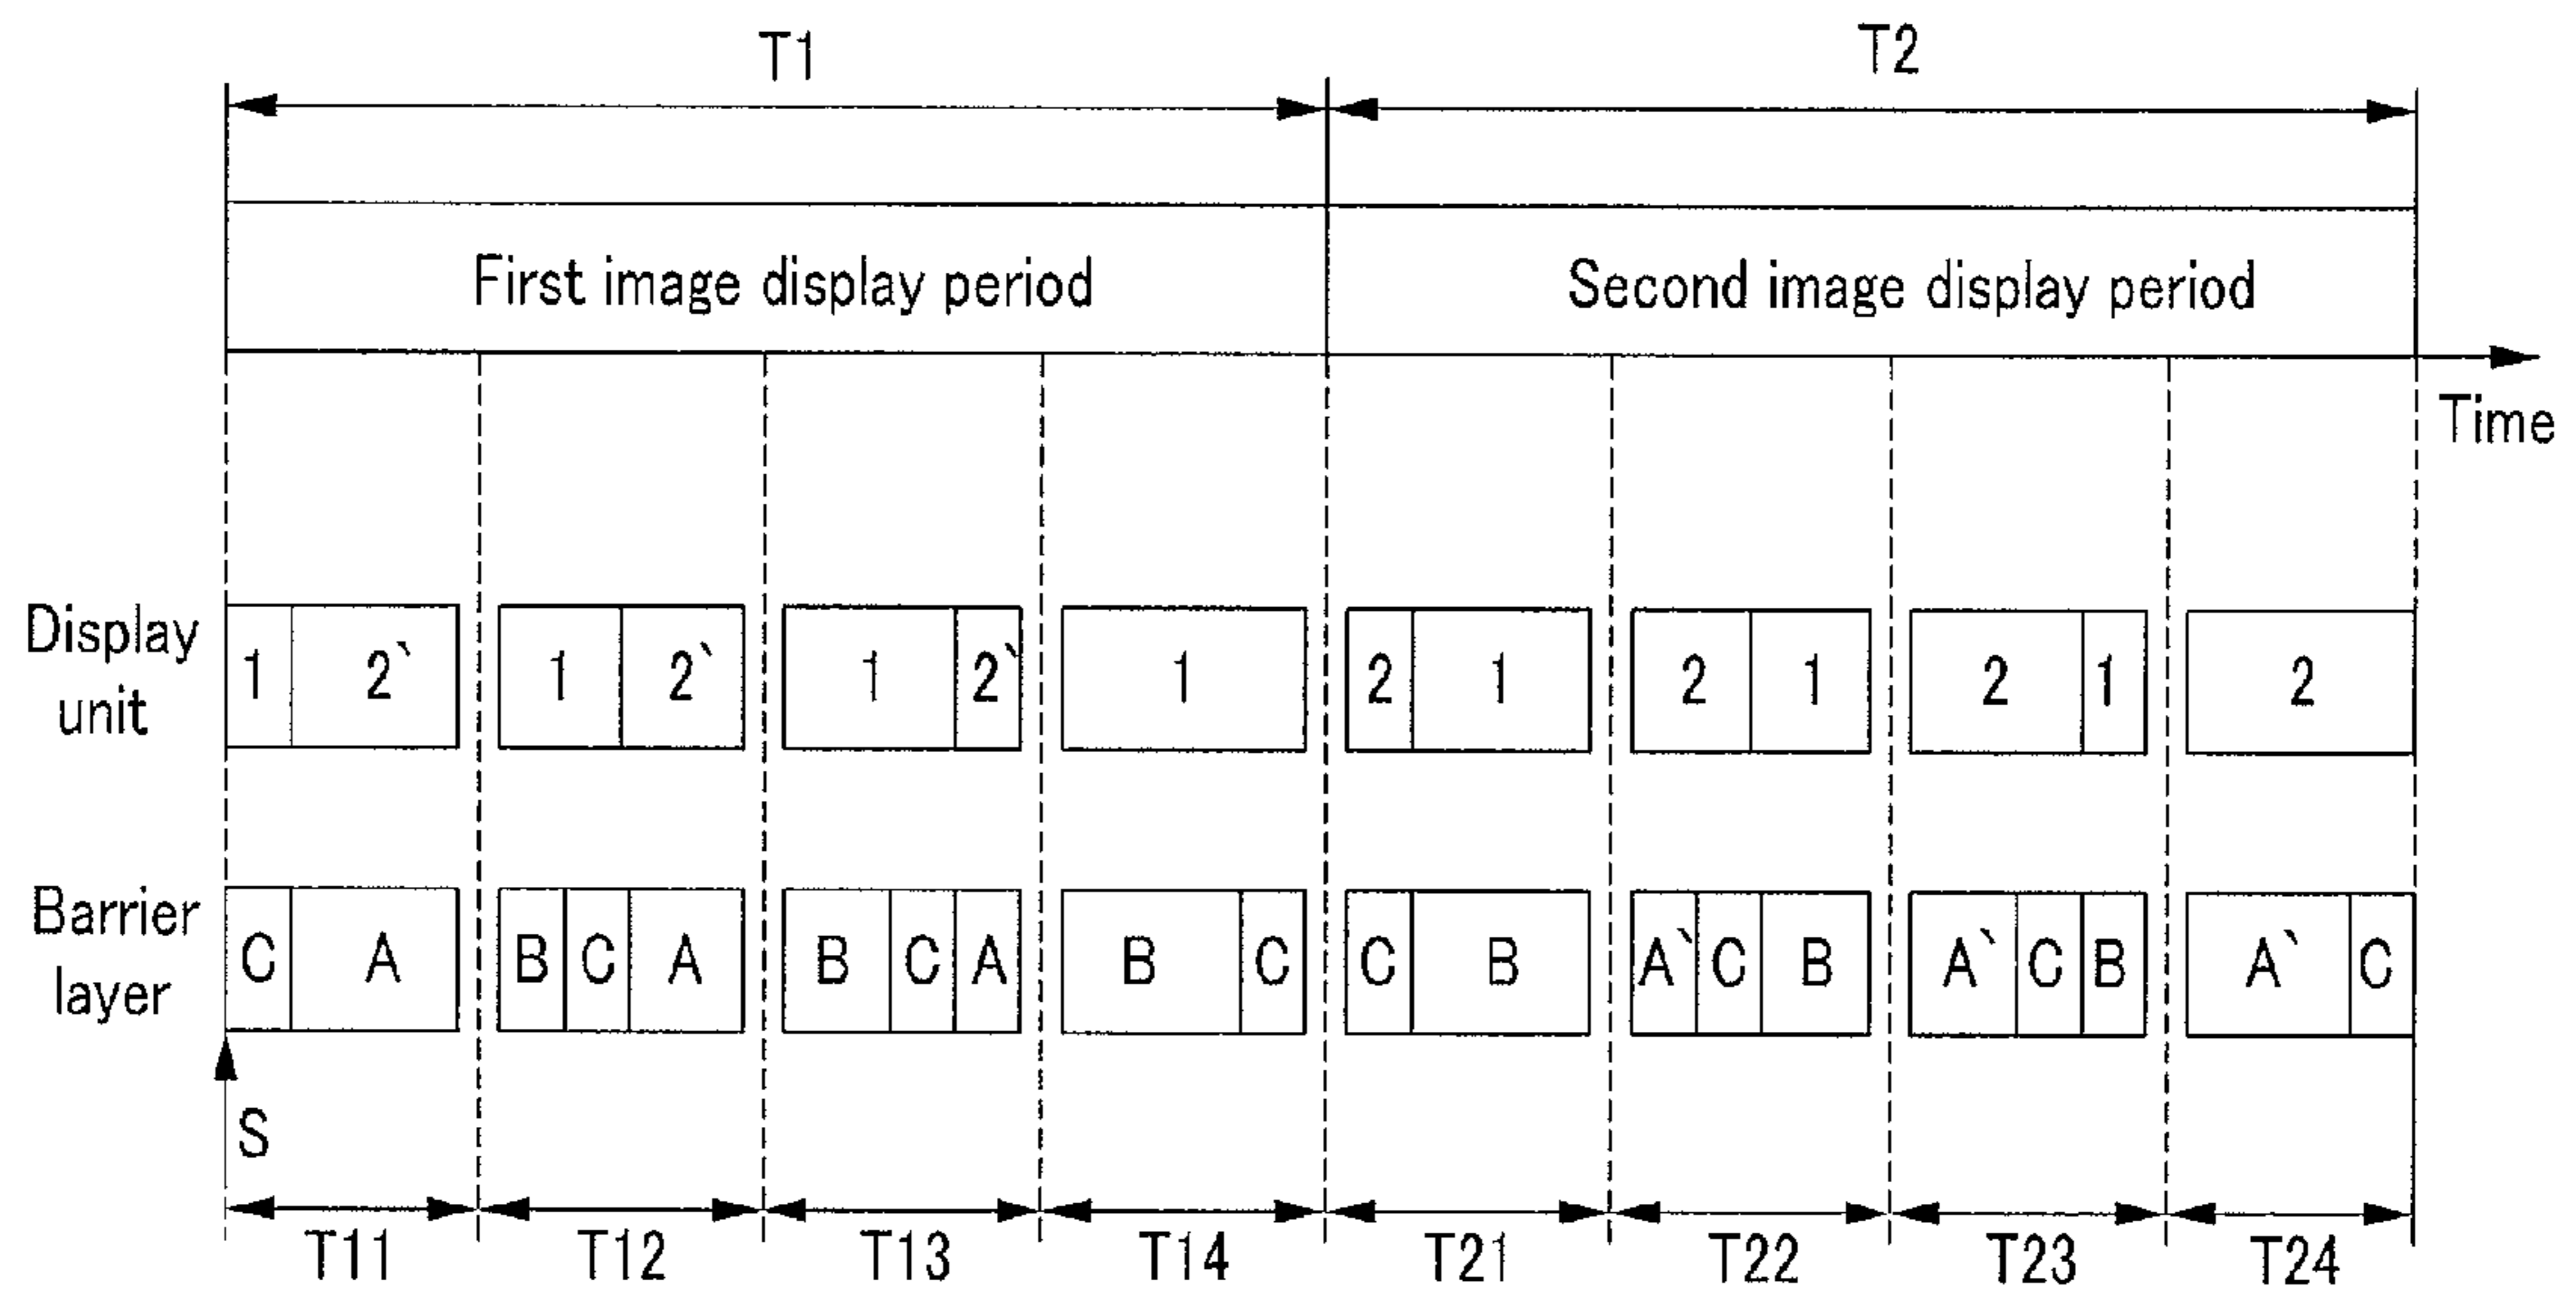 T1 T2
First image display period Second image display period
Time
Display unit
1 2` 1 2` 1 2` 1 2 1 2 1 2 1 2
Barrier layer
C A B C A B C A B C C B A` C B A` C B A` C
S
T11 T12 T13 T14 T21 T22 T23 T24